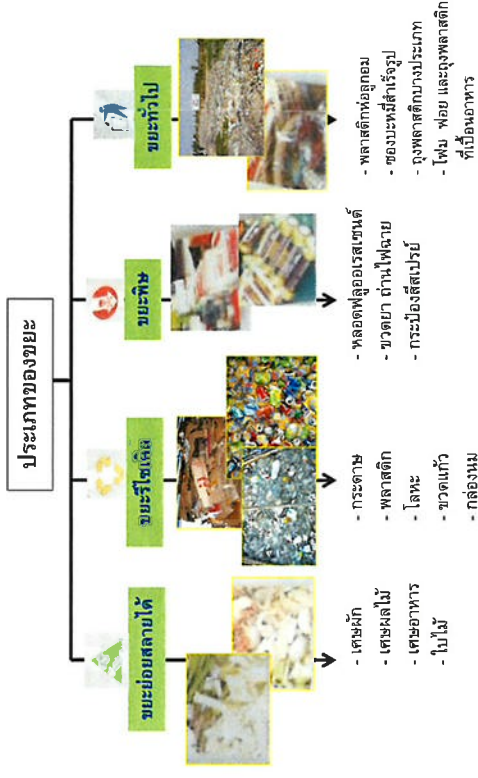 ประเภทของขยะ
ขยะย่อยสลายได้
- เศษผัก
- เศษผลไม้
- เศษอาหาร
- ใบไม้
ขยะรีไซเคิล
- กระดาษ
- พลาสติก
- โลหะ
- ขวดแก้ว
- กล่องนม
ขยะพิษ
- หลอดฟลูออเรสเซนต์
- ขวดยา ถ่านไฟฉาย
- กระป๋องสีสเปรย์
ขยะทั่วไป
- พลาสติกห่อลูกอม
- ซองบะหมี่สำเร็จรูป
- ถุงพลาสติกบางประเภท
- โฟม ฟอย และถุงพลาสติก
ที่เปื้อนอาหาร